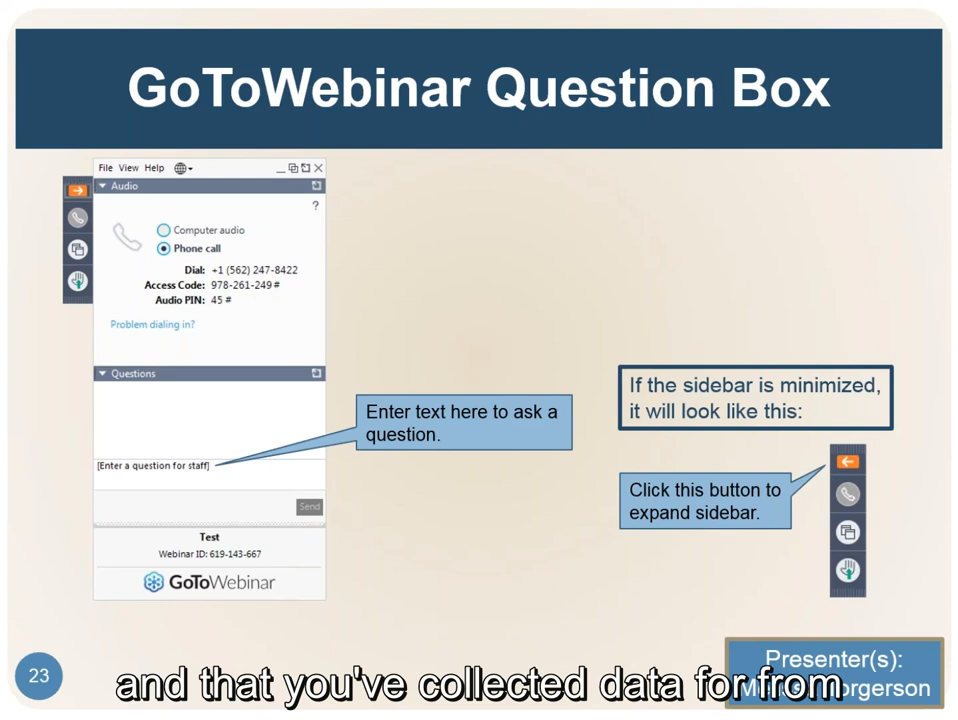 GoToWebinar Question Box
File View Help
Audio
?
Computer audio
Phone call
Dial: +1 (562) 247-8422
Access Code: 978-261-249 #
Audio PIN: 45 #
Problem dialing in?
Questions
[Enter a question for staff]
Send
Test
Webinar ID: 619-143-667
GoToWebinar
Enter text here to ask a
question.
If the sidebar is minimized,
it will look like this:
Click this button to
expand sidebar.
23
Presenter(s):
and that you've collected data for from